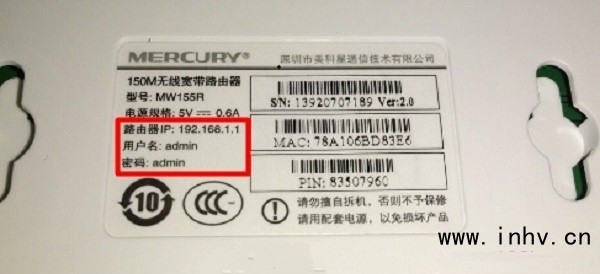 MERCURY 深圳市美科星通信技术有限公司
150M无线宽带路由器
型号: MW155R
电源规格: 5V⎓0.6A
路由器IP: 192.168.1.1
用户名: admin
密码: admin
S/N: 13920707189 Ver:2.0
MAC: 78A106BD83E6
PIN: 83507960
10
CCC
请勿擅自拆机, 否则不予保修
请用配套电源, 以免损坏产品
www.inhv.cn